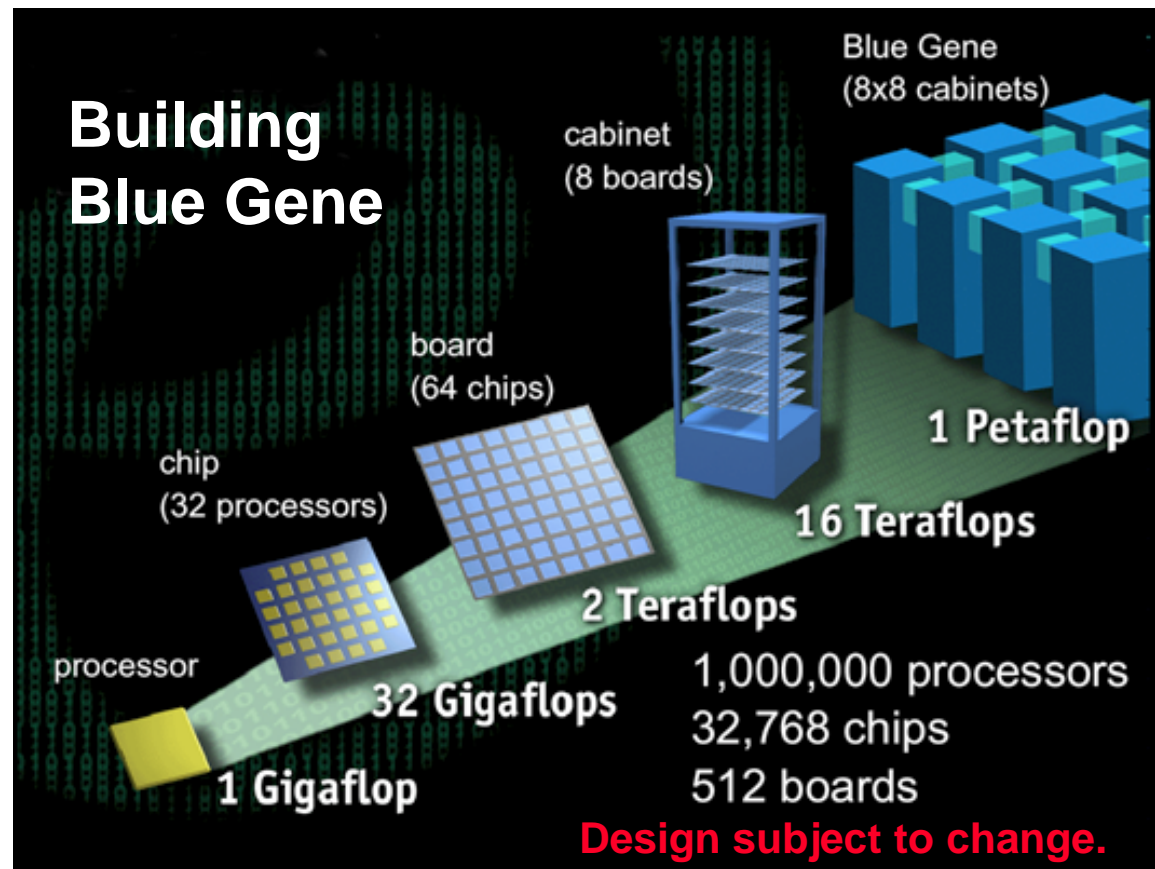 Building
Blue Gene
Blue Gene
(8x8 cabinets)
cabinet
(8 boards)
board
(64 chips)
chip
(32 processors)
processor
1 Petaflop
16 Teraflops
2 Teraflops
32 Gigaflops
1 Gigaflop
1,000,000 processors
32,768 chips
512 boards
Design subject to change.